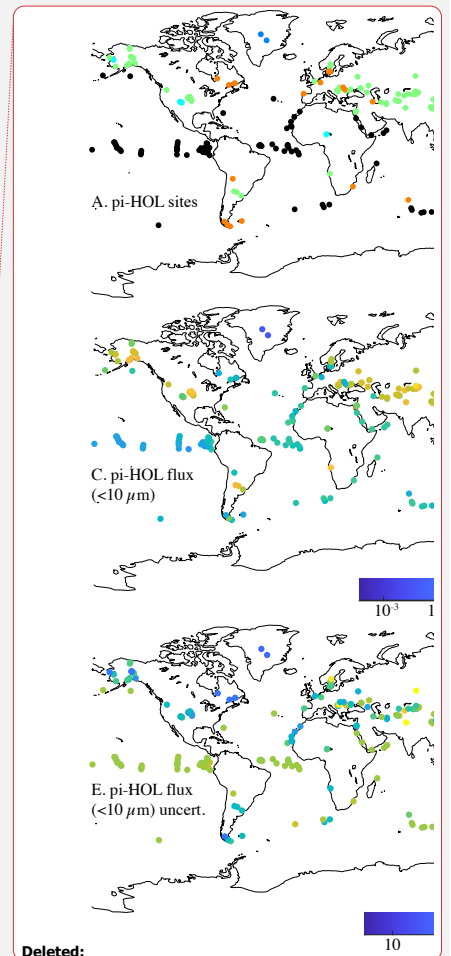 A. pi-HOL sites
C. pi-HOL flux
(<10 μm)
10-3 1
E. pi-HOL flux
(<10 μm) uncert.
10
Deleted: